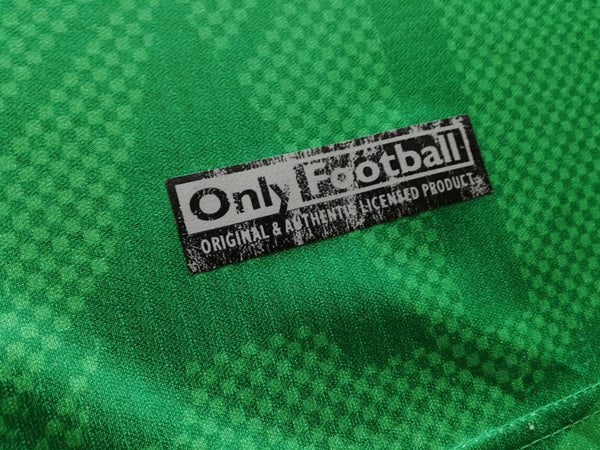 Only Football
ORIGINAL & AUTHENTIC LICENSED PRODUCT